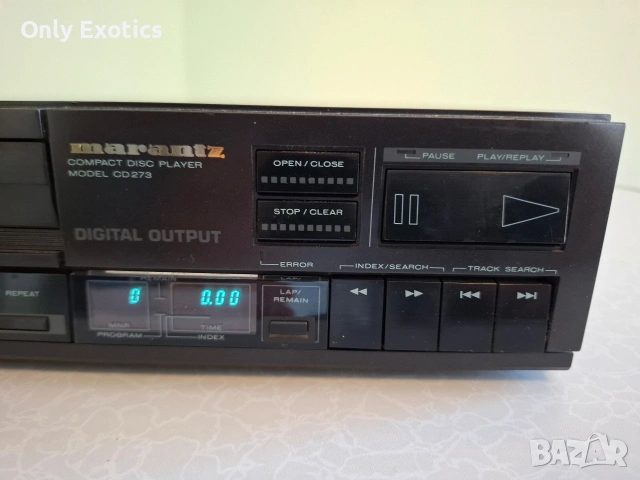 Only Exotics
marantz
COMPACT DISC PLAYER
MODEL CD273
DIGITAL OUTPUT
OPEN/CLOSE
STOP/CLEAR
PAUSE PLAY/REPLAY
ERROR
INDEX/SEARCH
TRACK SEARCH
REPEAT
0
0.00
LAP/
REMAIN
MNR
PROGRAM
TIME
INDEX
BAZAR